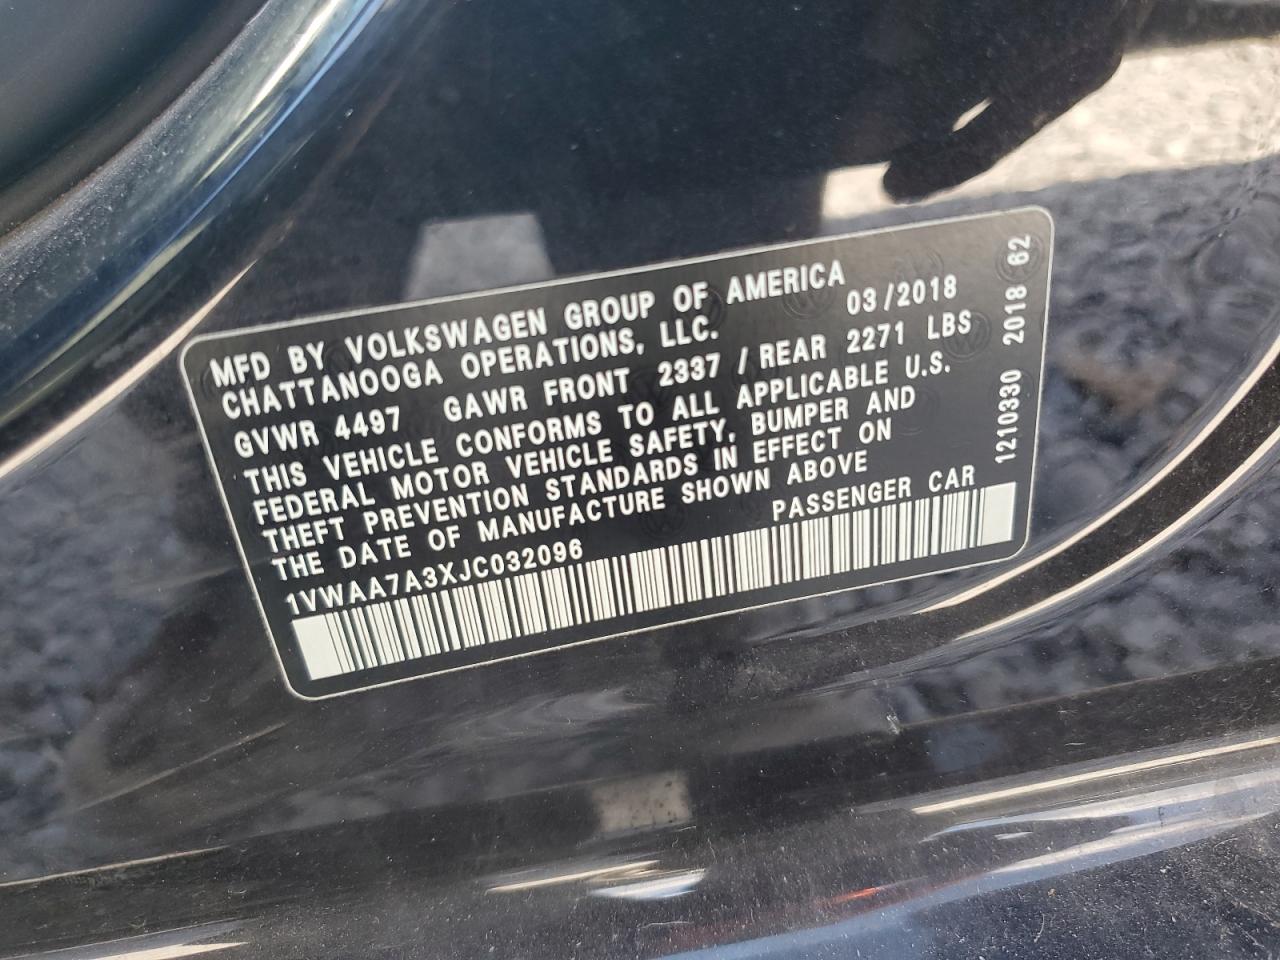 MFD BY VOLKSWAGEN GROUP OF AMERICA
CHATTANOOGA OPERATIONS, LLC. 03/2018
GVWR 4497 GAWR FRONT 2337 / REAR 2271 LBS
THIS VEHICLE CONFORMS TO ALL APPLICABLE U.S.
FEDERAL MOTOR VEHICLE SAFETY, BUMPER AND
THEFT PREVENTION STANDARDS IN EFFECT ON
THE DATE OF MANUFACTURE SHOWN ABOVE
1VWAA7A3XJC032096 PASSENGER CAR
1210330 2018 62